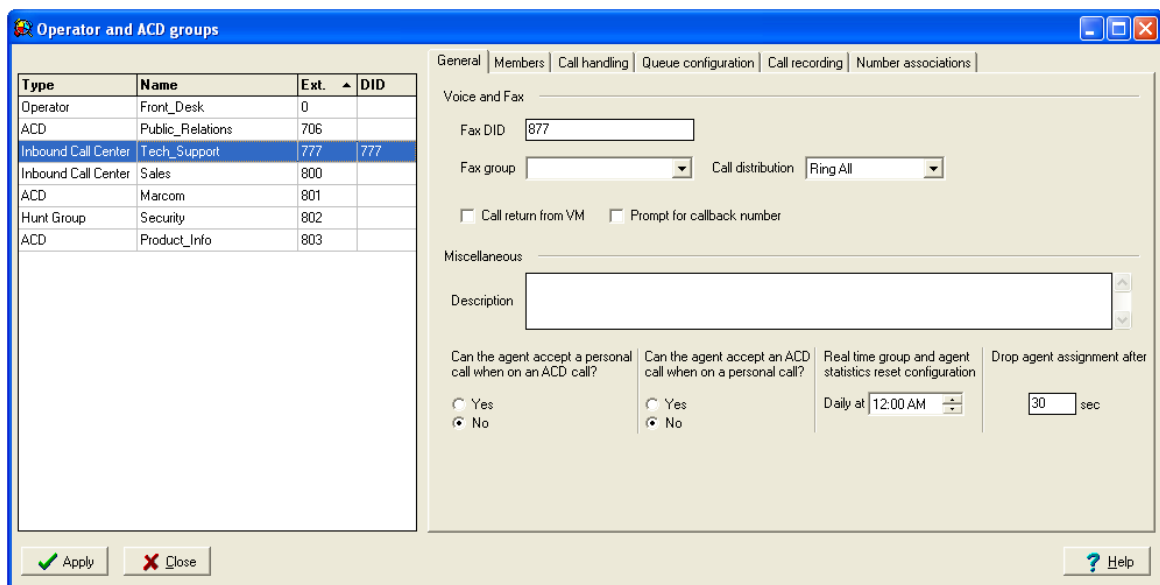 Operator and ACD groups
Type Name Ext. DID
Operator Front_Desk 0
ACD Public_Relations 706
Inbound Call Center Tech_Support 777 777
Inbound Call Center Sales 800
ACD Marcom 801
Hunt Group Security 802
ACD Product_Info 803
General Members Call handling Queue configuration Call recording Number associations
Voice and Fax
Fax DID 877
Fax group Call distribution Ring All
Call return from VM Prompt for callback number
Miscellaneous
Description
Can the agent accept a personal
call when on an ACD call?
Yes
No
Can the agent accept an ACD
call when on a personal call?
Yes
No
Real time group and agent
statistics reset configuration
Daily at 12:00 AM
Drop agent assignment after
30 sec
Apply Close Help